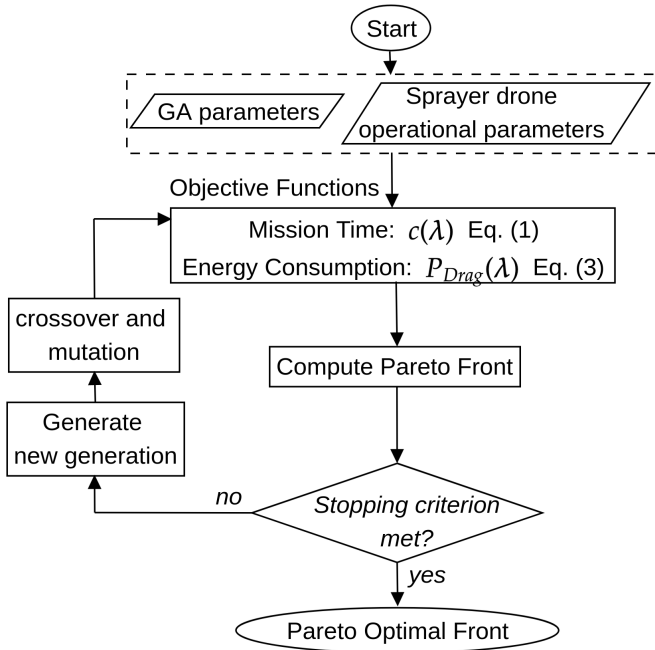 Start
GA parameters
Sprayer drone
operational parameters
Objective Functions
Mission Time: c(λ) Eq. (1)
Energy Consumption: P_Drag(λ) Eq. (3)
crossover and
mutation
Compute Pareto Front
Generate
new generation
no
Stopping criterion
met?
yes
Pareto Optimal Front